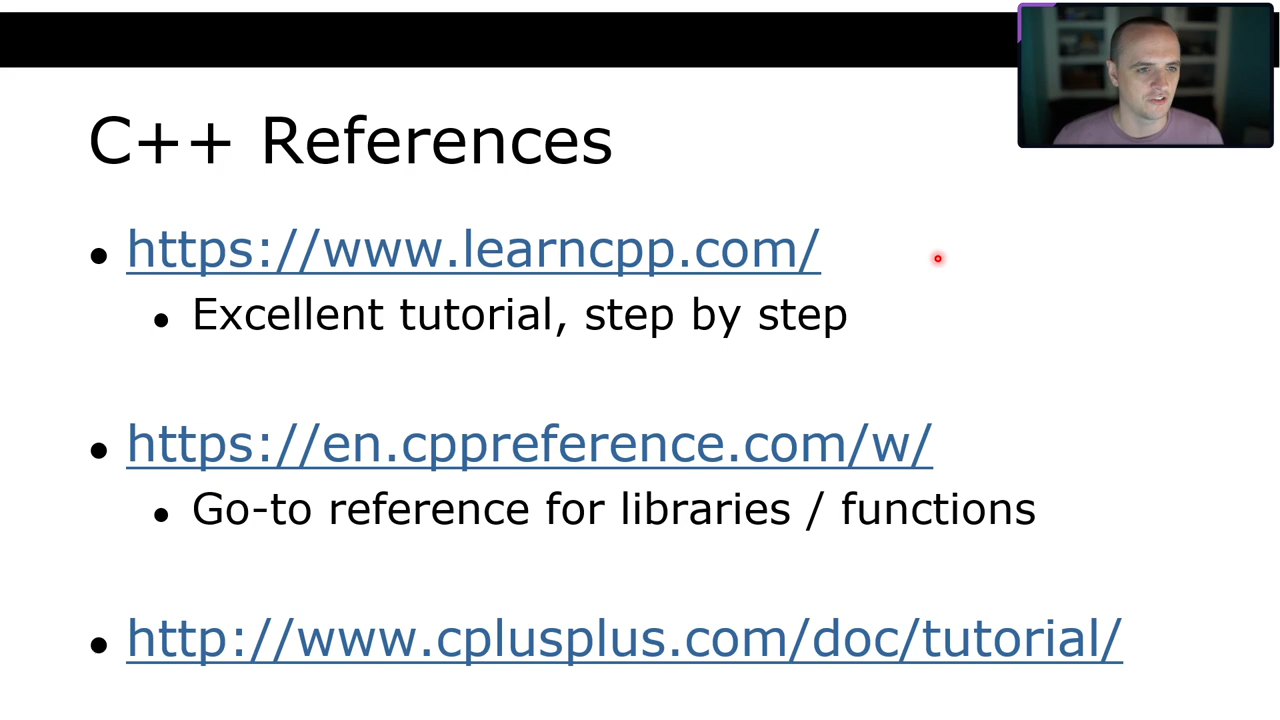 C++ References
https://www.learncpp.com/
Excellent tutorial, step by step
https://en.cppreference.com/w/
Go-to reference for libraries / functions
http://www.cplusplus.com/doc/tutorial/